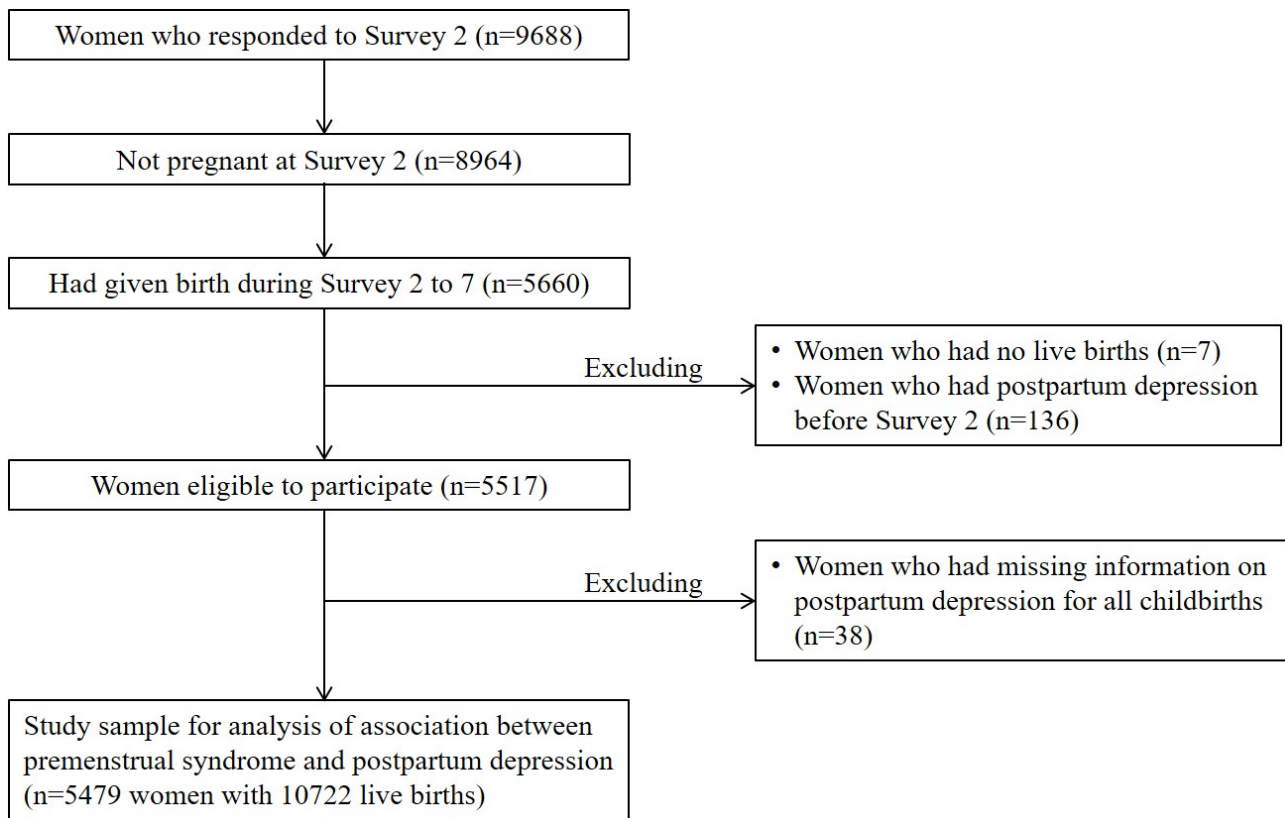 Women who responded to Survey 2 (n=9688)
Not pregnant at Survey 2 (n=8964)
Had given birth during Survey 2 to 7 (n=5660)
Excluding
• Women who had no live births (n=7)
• Women who had postpartum depression
before Survey 2 (n=136)
Women eligible to participate (n=5517)
Excluding
• Women who had missing information on
postpartum depression for all childbirths
(n=38)
Study sample for analysis of association between
premenstrual syndrome and postpartum depression
(n=5479 women with 10722 live births)